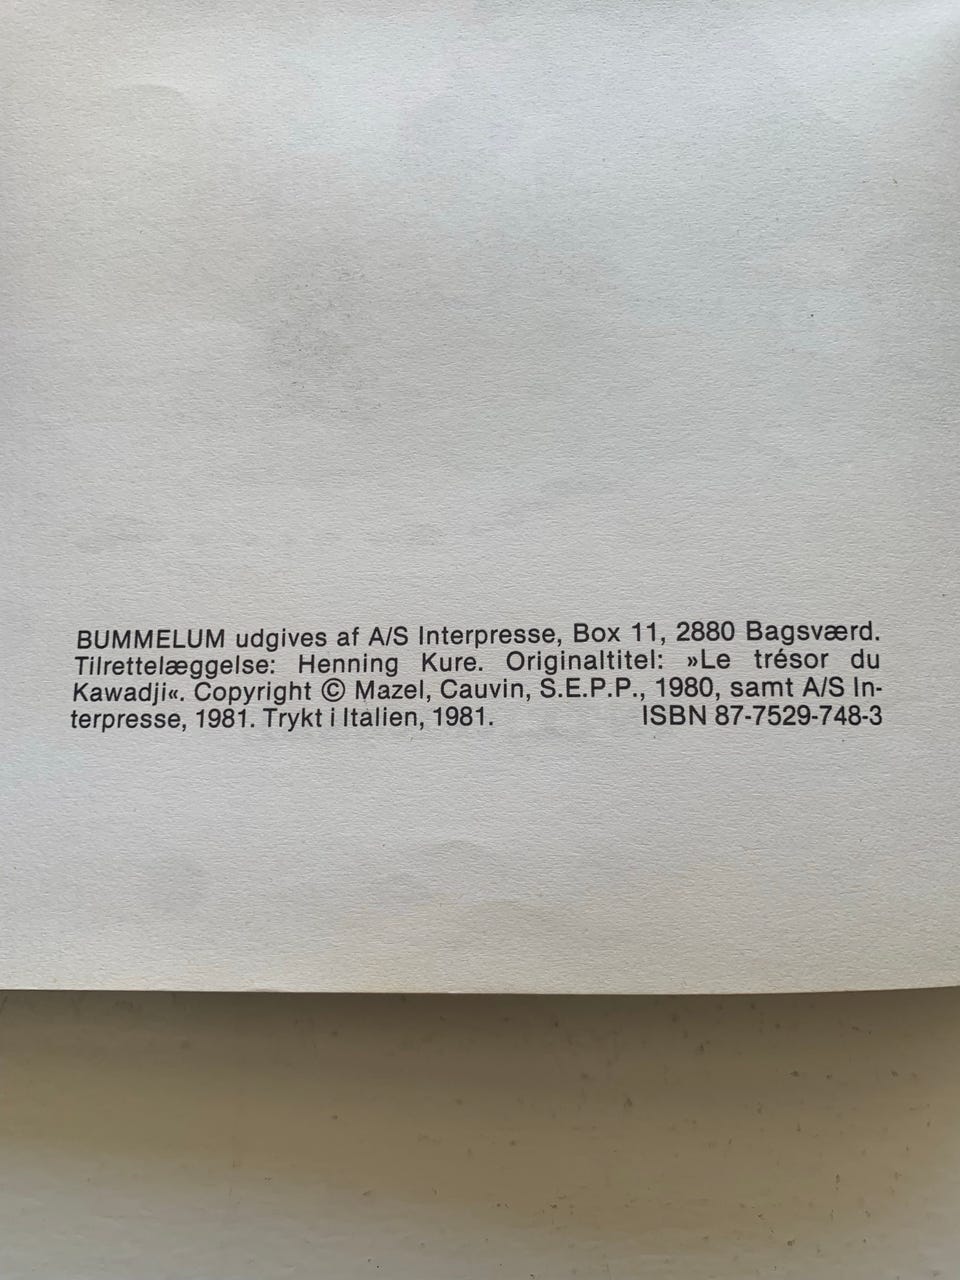 BUMMELUM udgives af A/S Interpresse, Box 11, 2880 Bagsværd.
Tilrettelæggelse: Henning Kure. Originaltitel: »Le trésor du
Kawadji«. Copyright © Mazel, Cauvin, S.E.P.P., 1980, samt A/S In-
terpresse, 1981. Trykt i Italien, 1981. ISBN 87-7529-748-3